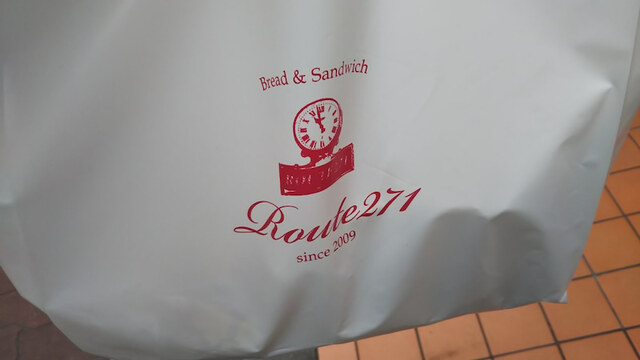 Bread & Sandwich
Route271
since 2009